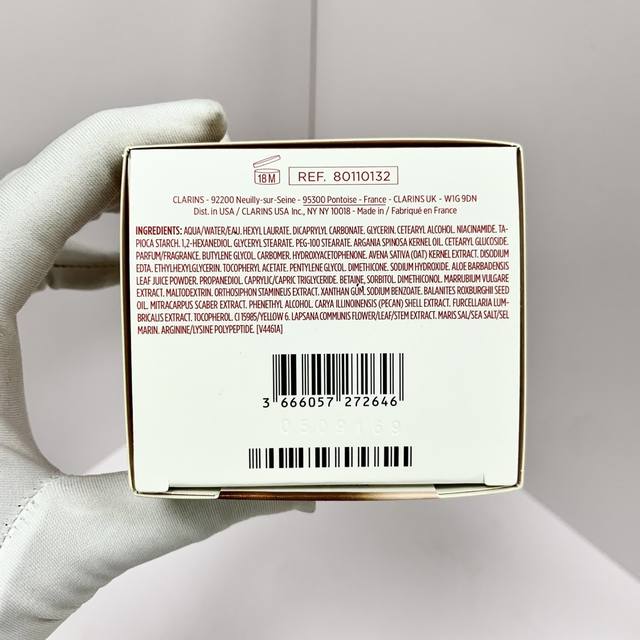 18M
REF. 80110132
CLARINS - 92200 Neuilly-sur-Seine - 95300 Pontoise - France - CLARINS UK - W1G 9DN
Dist. in USA / CLARINS USA Inc., NY NY 10018 - Made in / Fabriqué en France
INGREDIENTS: AQUA/WATER/EAU. HEXYL LAURATE. DICAPRYLYL CARBONATE. GLYCERIN. CETEARYL ALCOHOL. NIACINAMIDE. TA-
PIOCA STARCH. 1,2-HEXANEDIOL. GLYCERYL STEARATE. PEG-100 STEARATE. ARGANIA SPINOSA KERNEL OIL. CETEARYL GLUCOSIDE.
PARFUM/FRAGRANCE. BUTYLENE GLYCOL. CARBOMER. HYDROXYACETOPHENONE. AVENA SATIVA (OAT) KERNEL EXTRACT. DISODIUM
EDTA. ETHYLHEXYLGLYCERIN. TOCOPHERYL ACETATE. PENTYLENE GLYCOL. DIMETHICONE. SODIUM HYDROXIDE. ALOE BARBADENSIS
LEAF JUICE POWDER. PROPANEDIOL. CAPRYLIC/CAPRIC TRIGLYCERIDE. BETAINE. SORBITOL. DIMETHICONOL. MARRUBIUM VULGARE
EXTRACT. MALTODEXTRIN. ORTHOSIPHON STAMINEUS EXTRACT. XANTHAN GUM. SODIUM BENZOATE. BALANITES ROXBURGHII SEED
OIL. MITRACARPUS SCABER EXTRACT. PHENETHYL ALCOHOL. CARYA ILLINOINENSIS (PECAN) SHELL EXTRACT. FURCELLARIA LUM-
BRICALIS EXTRACT. TOCOPHEROL. CI 15985/YELLOW 6. LAPSANA COMMUNIS FLOWER/LEAF/STEM EXTRACT. MARIS SAL/SEA SALT/SEL
MARIN. ARGININE/LYSINE POLYPEPTIDE. [V4461A]
3 666057 272646